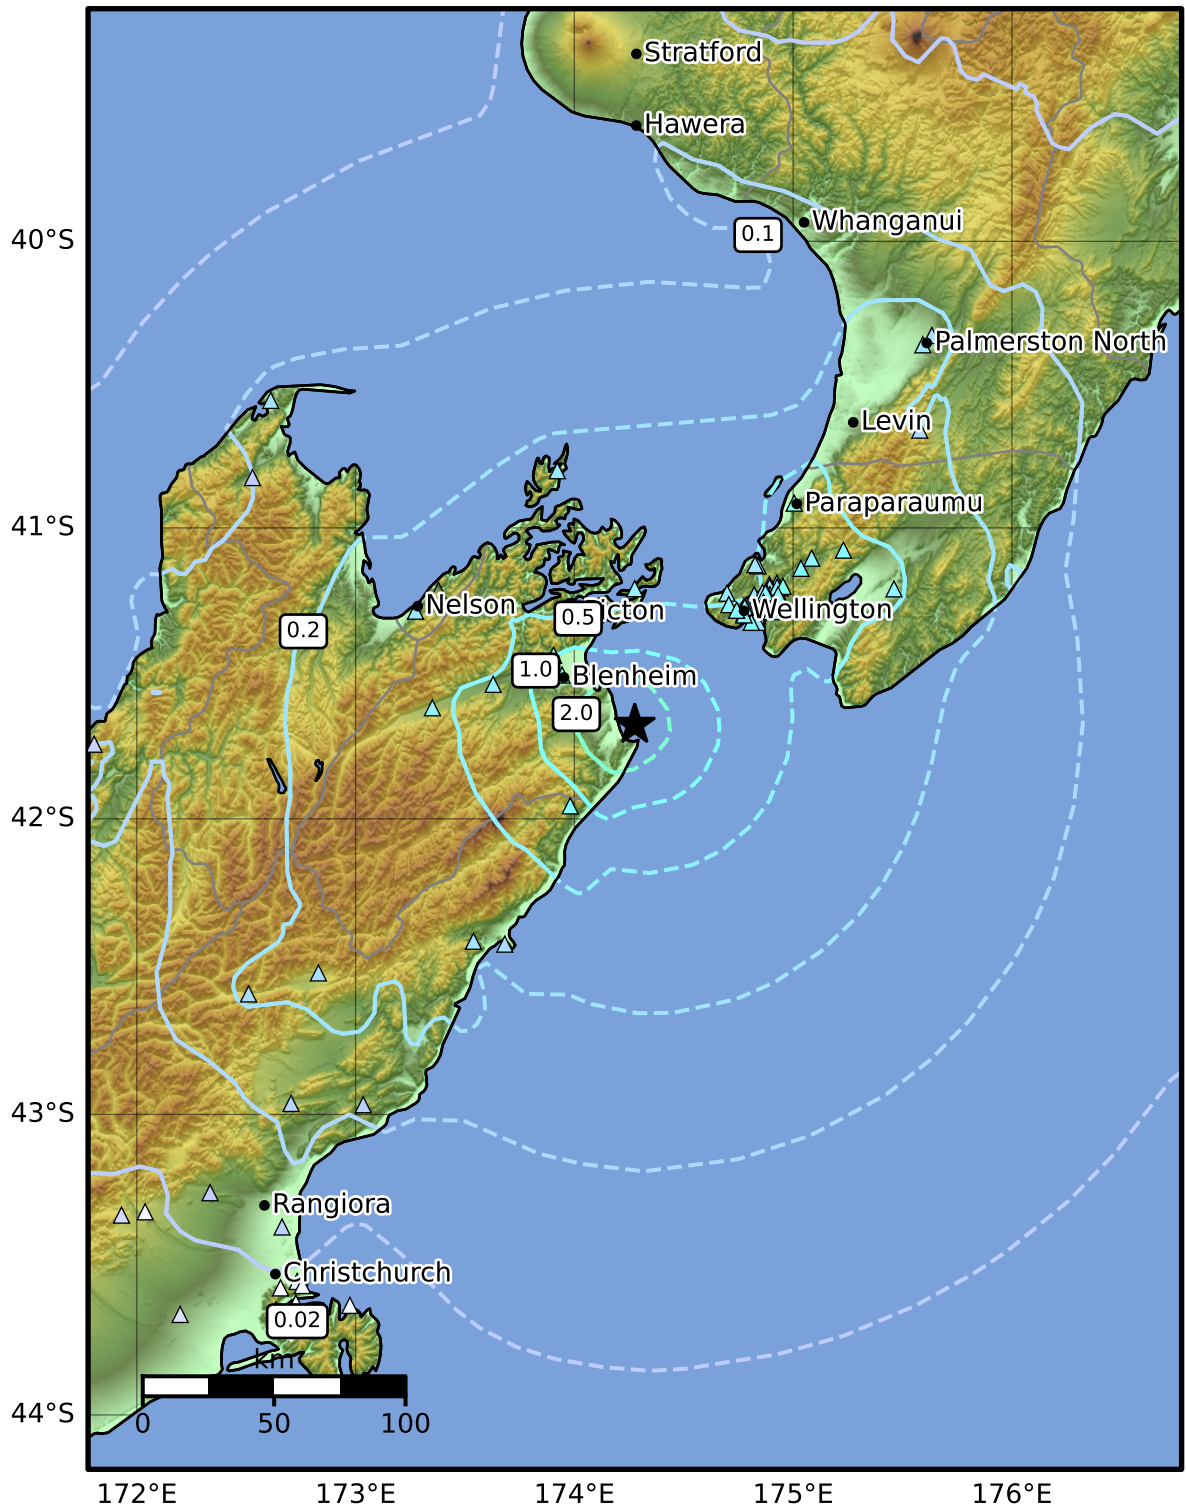 Stratford
Hawera
Whanganui
40°S
0.1
Palmerston North
Levin
Paraparaumu
41°S
Nelson
0.5
icton
Wellington
0.2
1.0
Blenheim
2.0
42°S
43°S
Rangiora
Christchurch
0.02
km
0 50 100
44°S
172°E 173°E 174°E 175°E 176°E